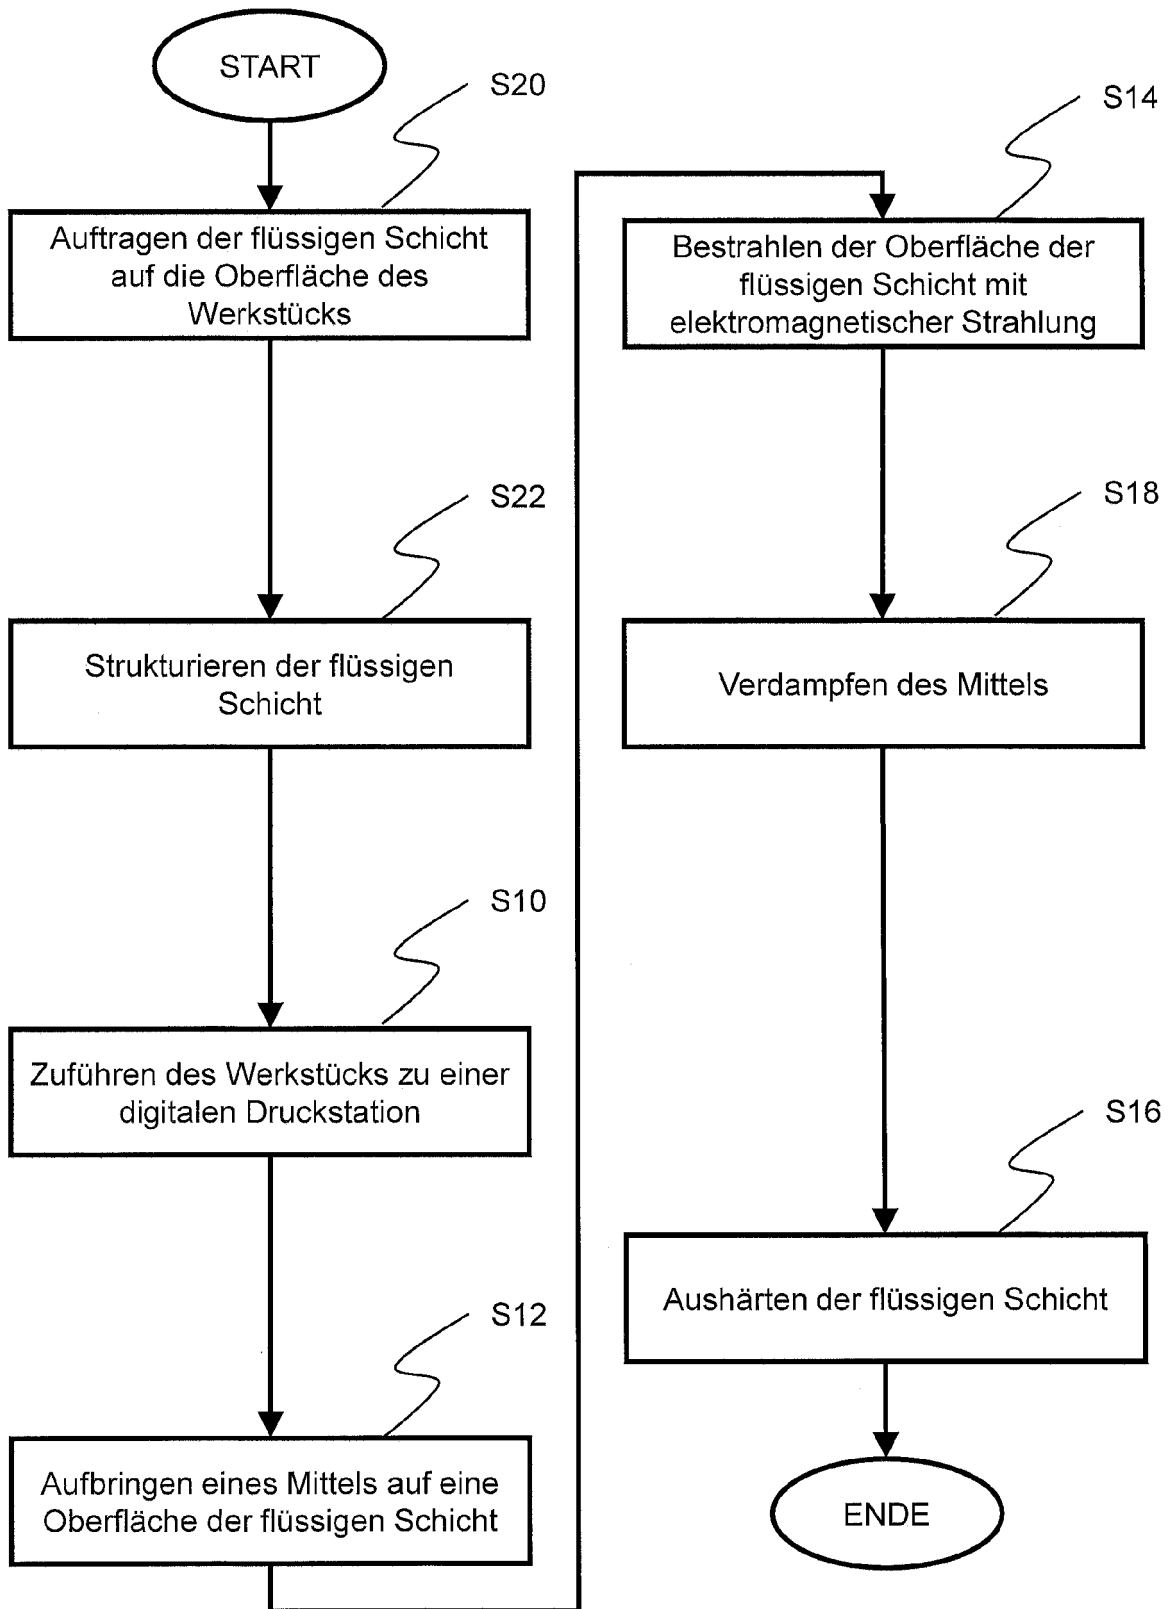 START
S20
Auftragen der flüssigen Schicht
auf die Oberfläche des
Werkstücks
S22
Strukturieren der flüssigen
Schicht
S10
Zuführen des Werkstücks zu einer
digitalen Druckstation
S12
Aufbringen eines Mittels auf eine
Oberfläche der flüssigen Schicht
S14
Bestrahlen der Oberfläche der
flüssigen Schicht mit
elektromagnetischer Strahlung
S18
Verdampfen des Mittels
S16
Aushärten der flüssigen Schicht
ENDE